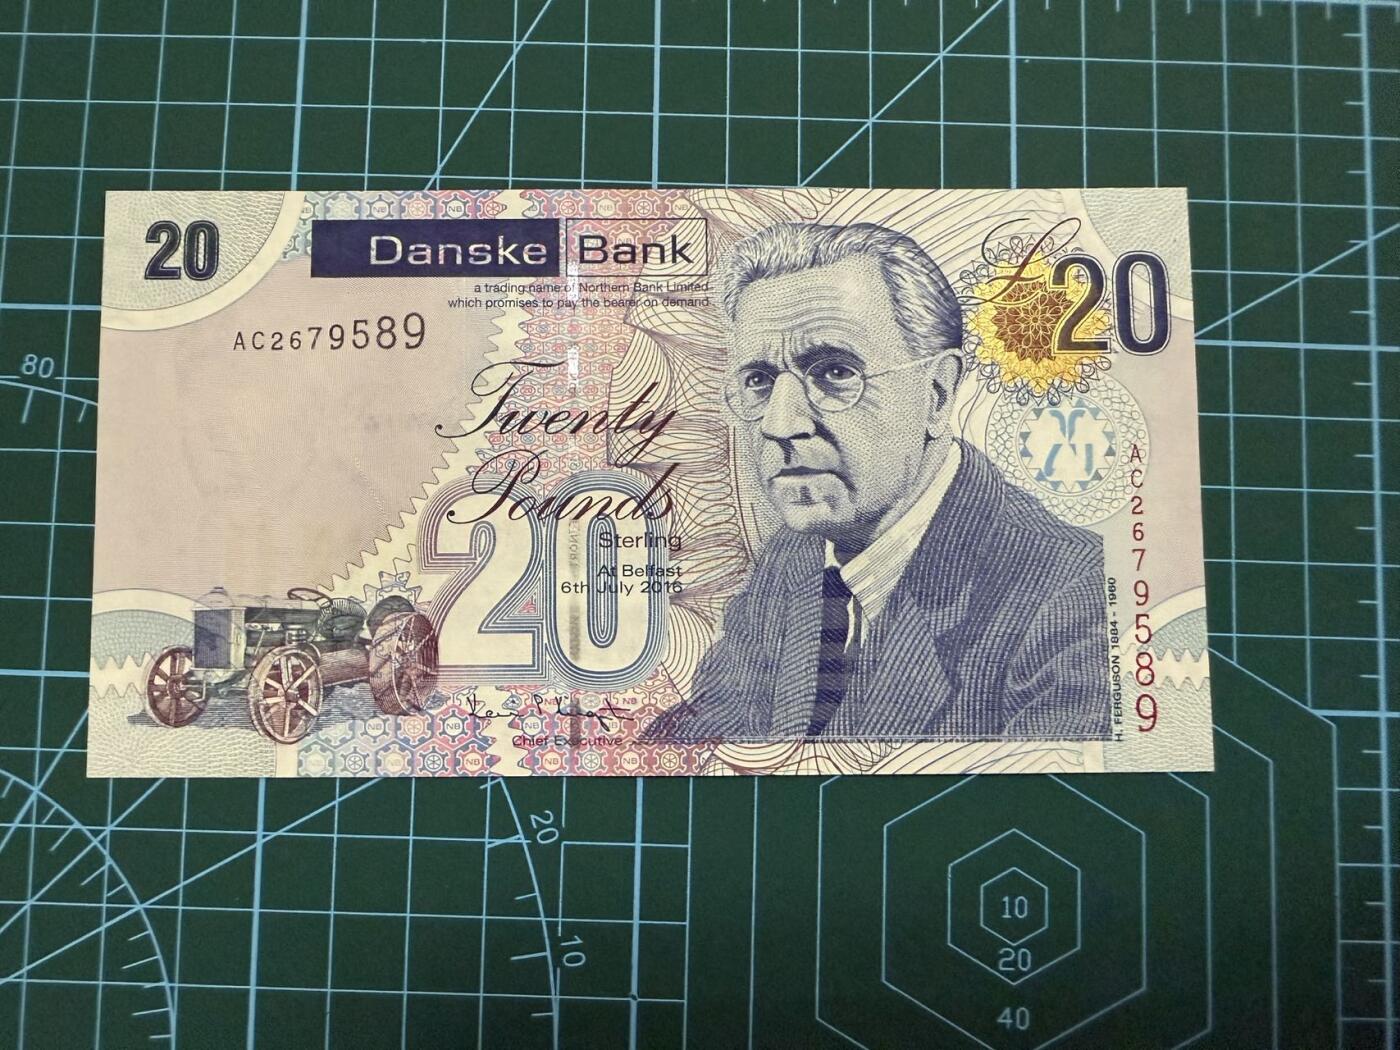 20
Danske Bank
a trading name of Northern Bank Limited
which promises to pay the bearer on demand
£20
AC2679589
Twenty
Pounds
20
Sterling
At Belfast
6th July 2016
Chief Executive
H. FERGUSON 1884 - 1960
AC2679589
80
20
10
10
20
40